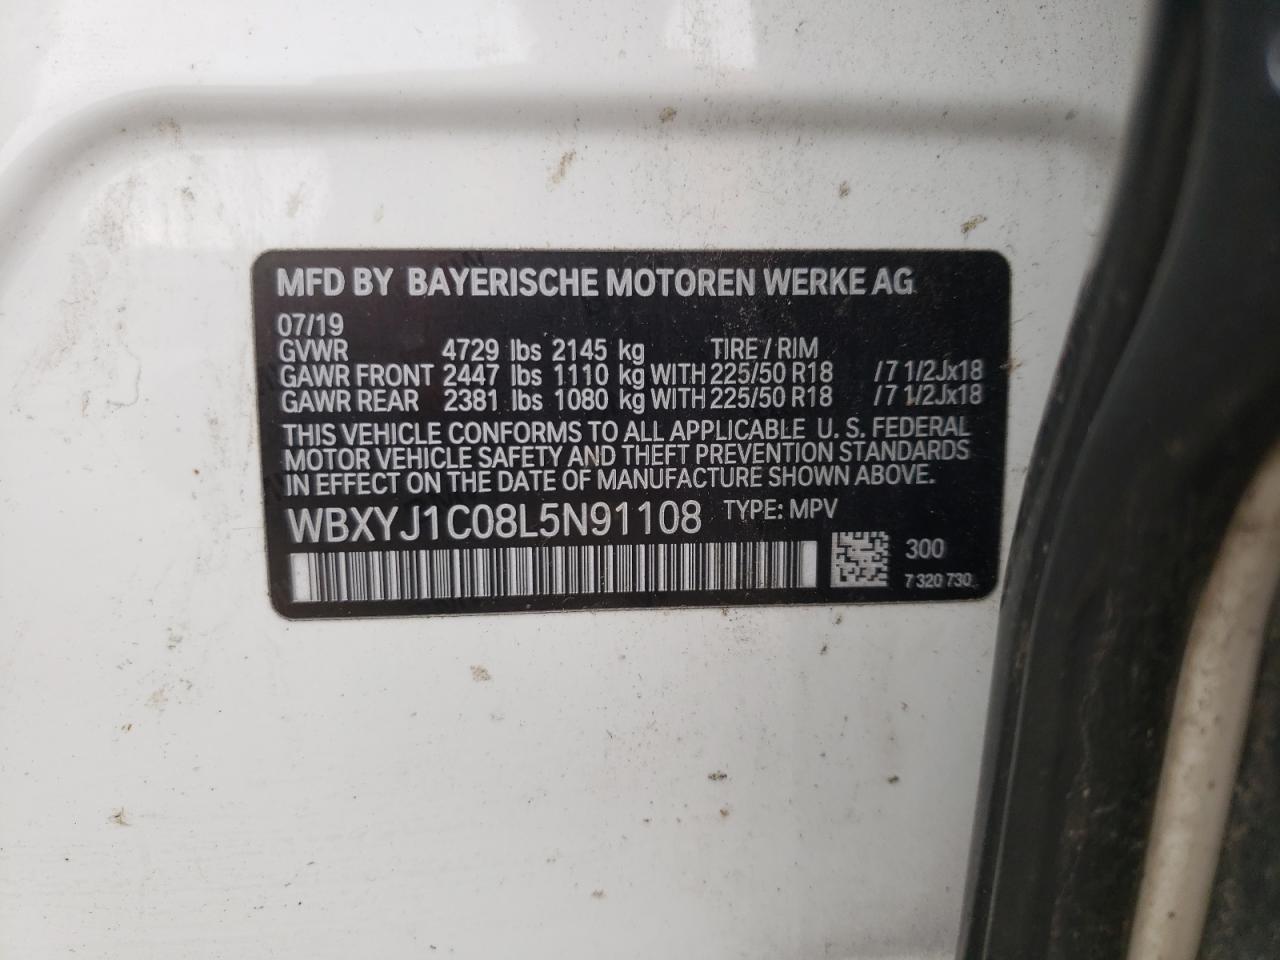 MFD BY BAYERISCHE MOTOREN WERKE AG
07/19
GVWR 4729 lbs 2145 kg TIRE / RIM
GAWR FRONT 2447 lbs 1110 kg WITH 225/50 R18 / 7 1/2Jx18
GAWR REAR 2381 lbs 1080 kg WITH 225/50 R18 / 7 1/2Jx18
THIS VEHICLE CONFORMS TO ALL APPLICABLE U. S. FEDERAL
MOTOR VEHICLE SAFETY AND THEFT PREVENTION STANDARDS
IN EFFECT ON THE DATE OF MANUFACTURE SHOWN ABOVE.
WBXYJ1C08L5N91108 TYPE: MPV
300
7 320 730